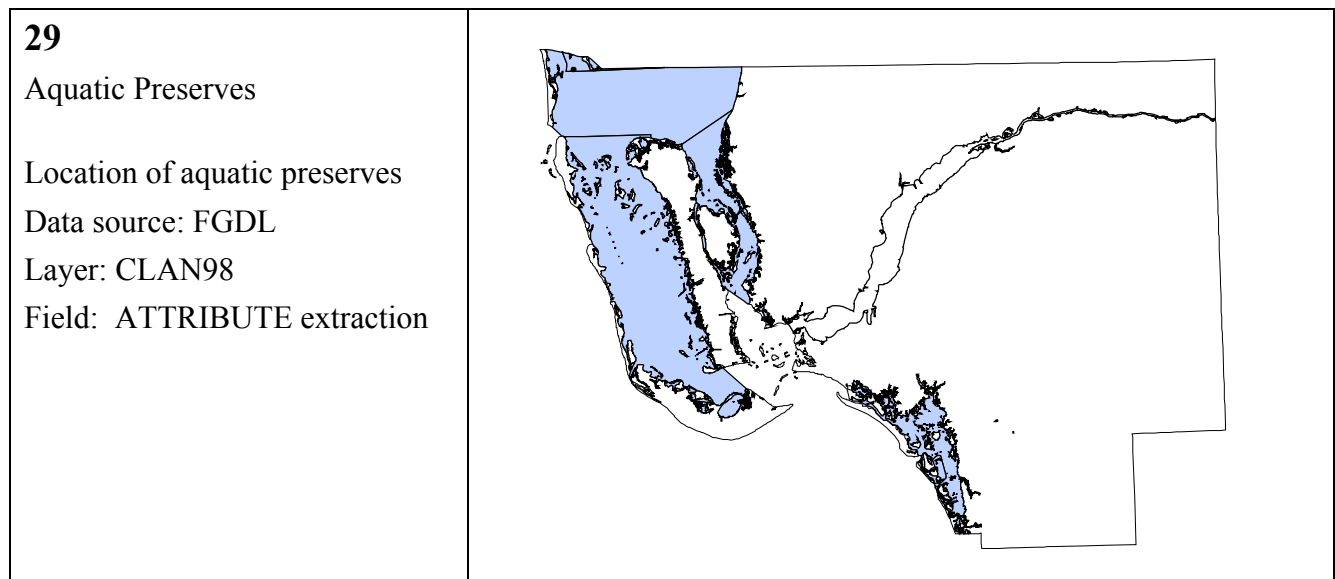 29
Aquatic Preserves
Location of aquatic preserves
Data source: FGDL
Layer: CLAN98
Field:  ATTRIBUTE extraction